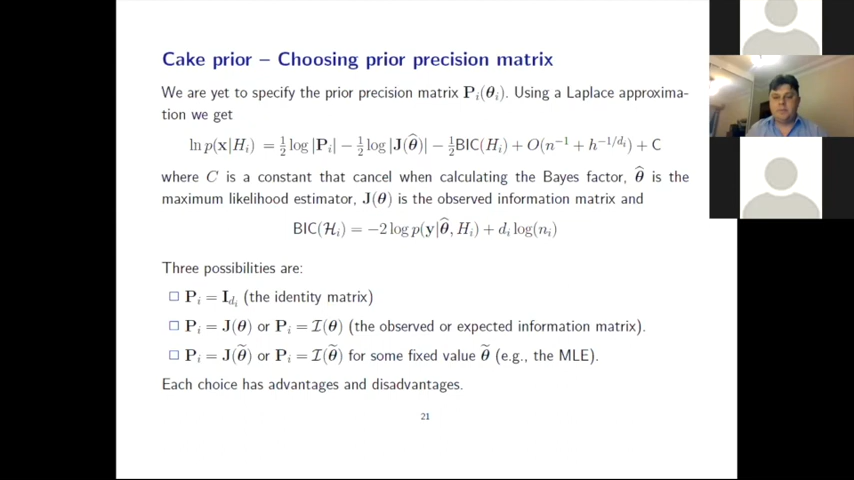 Cake prior – Choosing prior precision matrix
We are yet to specify the prior precision matrix P_i(θ_i). Using a Laplace approxima-
tion we get
ln p(x|H_i) = ½ log |P_i| − ½ log |J(θ̂)| − ½BIC(H_i) + O(n^{−1} + h^{−1/d_i}) + C
where C is a constant that cancel when calculating the Bayes factor, θ̂ is the
maximum likelihood estimator, J(θ) is the observed information matrix and
BIC(ℋ_i) = −2 log p(y|θ̂, H_i) + d_i log(n_i)
Three possibilities are:
□ P_i = I_{d_i} (the identity matrix)
□ P_i = J(θ) or P_i = ℐ(θ) (the observed or expected information matrix).
□ P_i = J(θ̃) or P_i = ℐ(θ̃) for some fixed value θ̃ (e.g., the MLE).
Each choice has advantages and disadvantages.
21